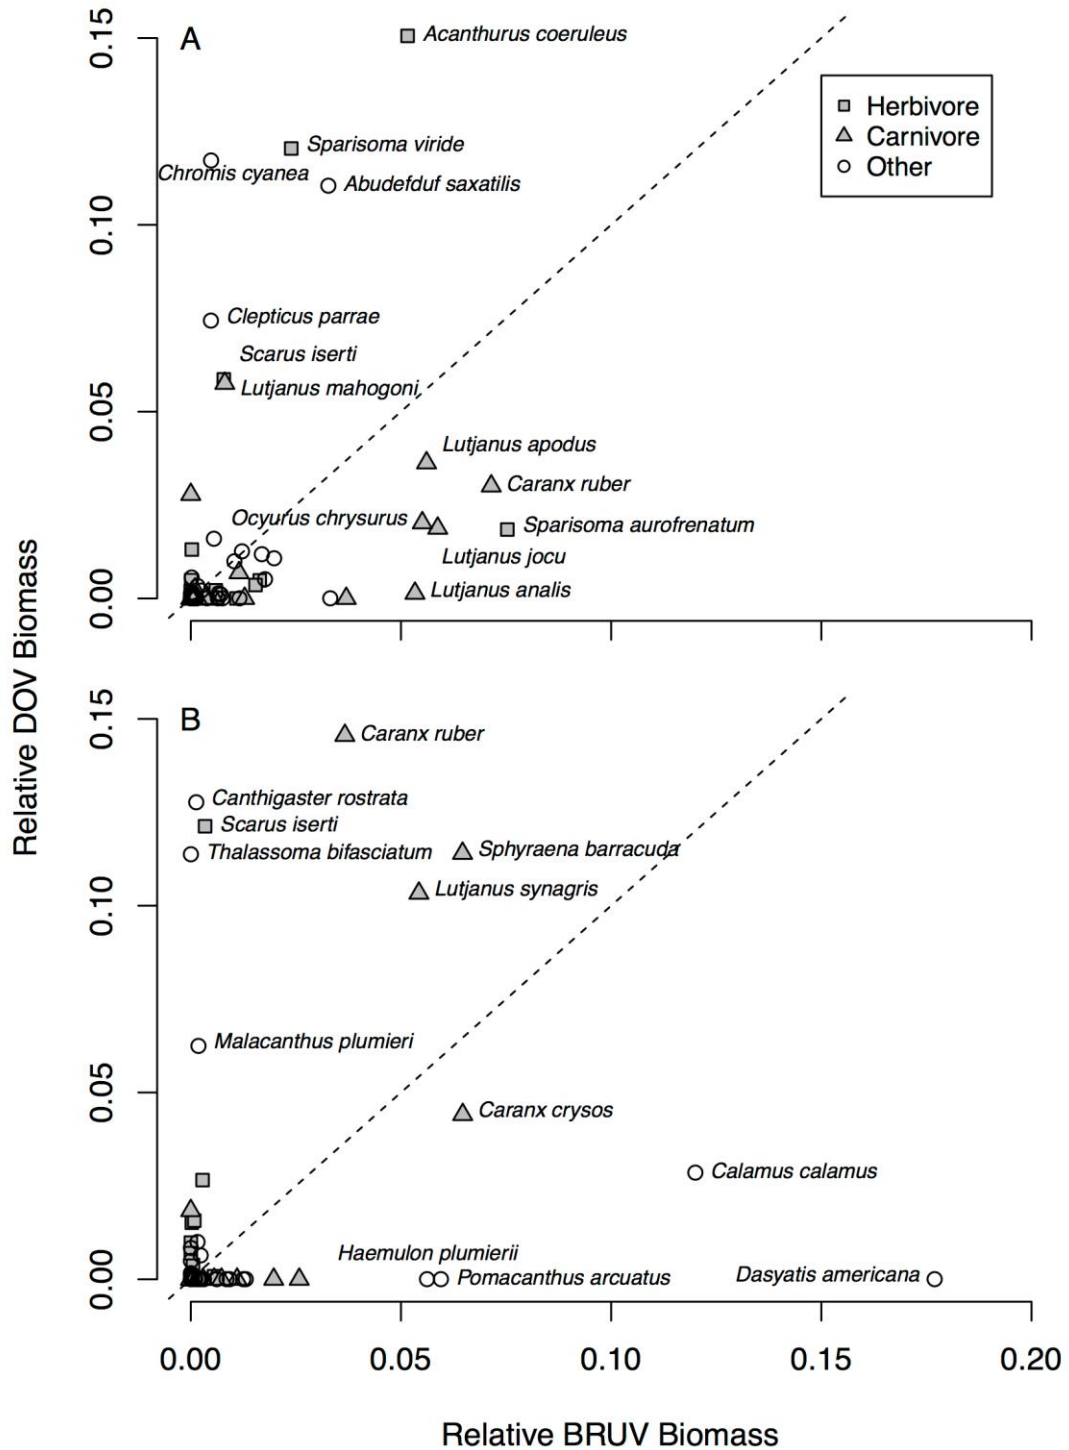 A
0.15
Acanthurus coeruleus
Herbivore
Carnivore
Other
Sparisoma viride
Chromis cyanea
Abudefduf saxatilis
0.10
Clepticus parrae
Scarus iserti
Lutjanus mahogoni
0.05
Lutjanus apodus
Caranx ruber
Ocyurus chrysurus
Sparisoma aurofrenatum
Lutjanus jocu
Lutjanus analis
0.00
Relative DOV Biomass
B
0.15
Caranx ruber
Canthigaster rostrata
Scarus iserti
Thalassoma bifasciatum
Sphyraena barracuda
Lutjanus synagris
0.10
Malacanthus plumieri
0.05
Caranx crysos
Calamus calamus
Haemulon plumierii
Pomacanthus arcuatus
Dasyatis americana
0.00
0.00 0.05 0.10 0.15 0.20
Relative BRUV Biomass